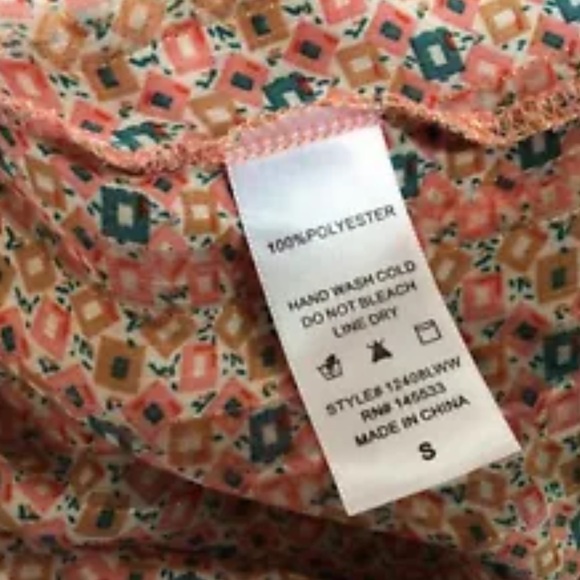 100%POLYESTER
HAND WASH COLD
DO NOT BLEACH
LINE DRY
STYLE# 12408LWW
RN# 145533
MADE IN CHINA
S